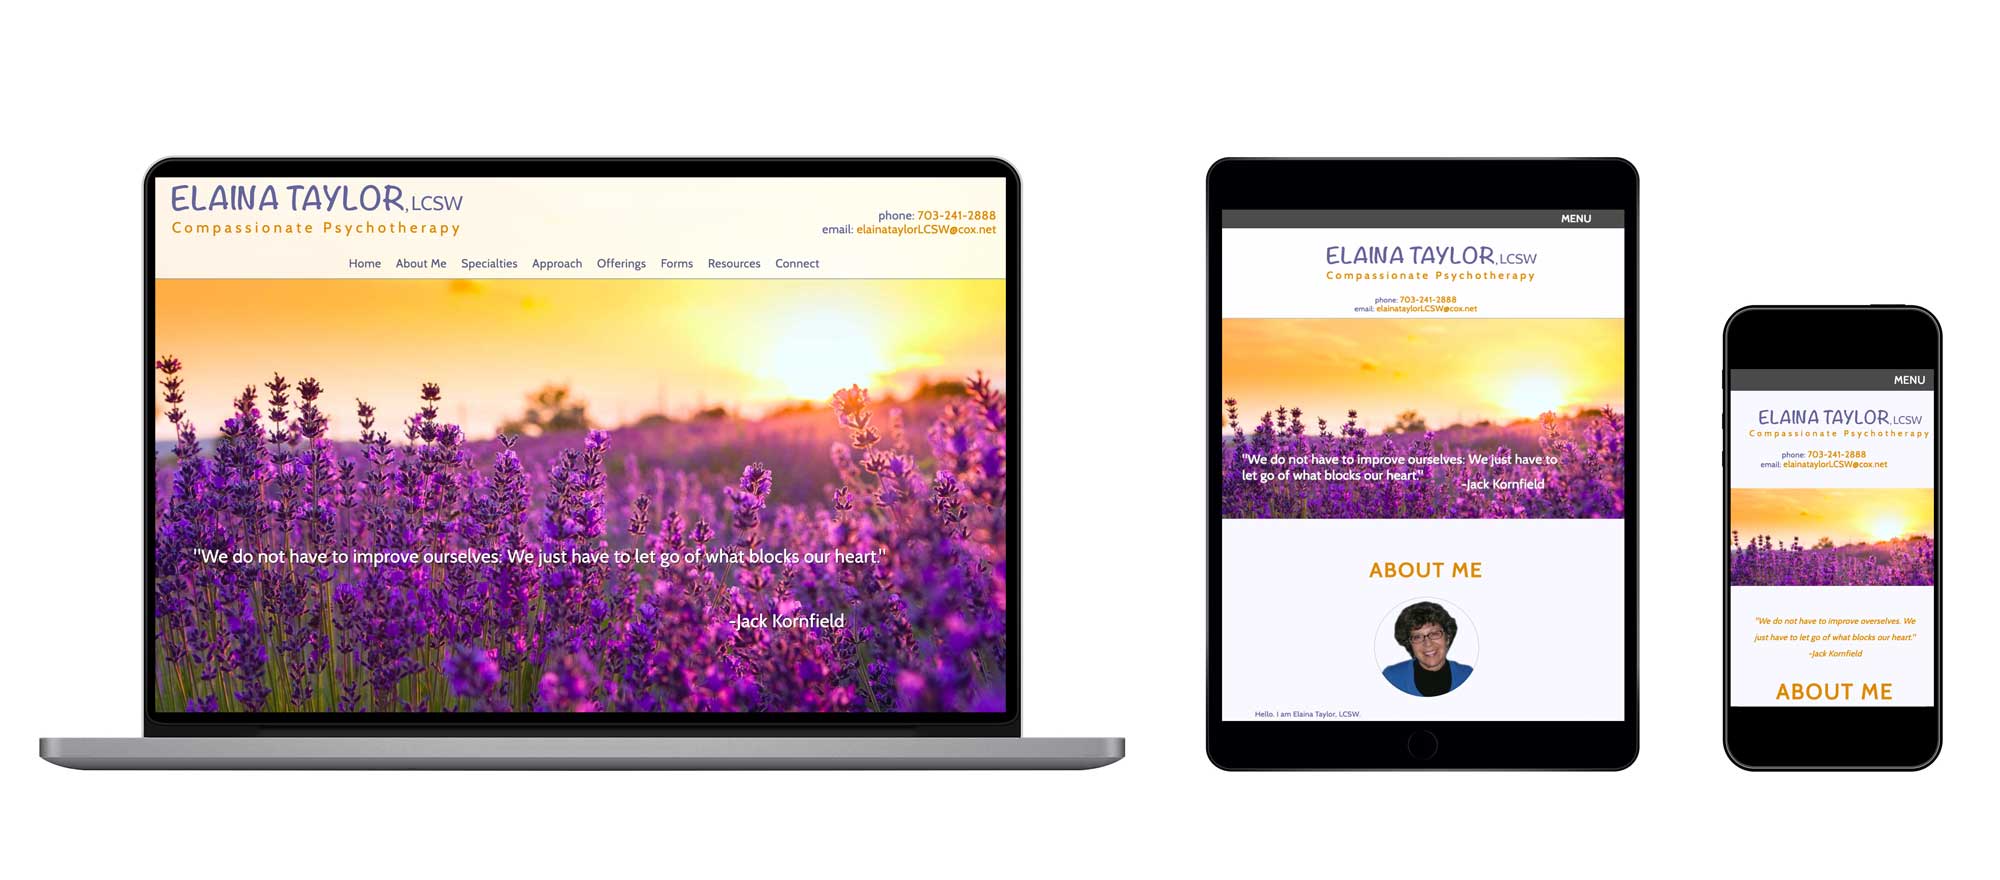 ELAINA TAYLOR, LCSW
Compassionate Psychotherapy
phone: 703-241-2888
email: elainataylorLCSW@cox.net
Home About Me Specialties Approach Offerings Forms Resources Connect
"We do not have to improve ourselves: We just have to let go of what blocks our heart."
-Jack Kornfield
MENU
ELAINA TAYLOR, LCSW
Compassionate Psychotherapy
phone: 703-241-2888
email: elainataylorLCSW@cox.net
"We do not have to improve ourselves: We just have to
let go of what blocks our heart."
-Jack Kornfield
ABOUT ME
Hello. I am Elaina Taylor, LCSW.
MENU
ELAINA TAYLOR, LCSW
Compassionate Psychotherapy
phone: 703-241-2888
email: elainataylorLCSW@cox.net
"We do not have to improve overselves. We
just have to let go of what blocks our heart."
-Jack Kornfield
ABOUT ME